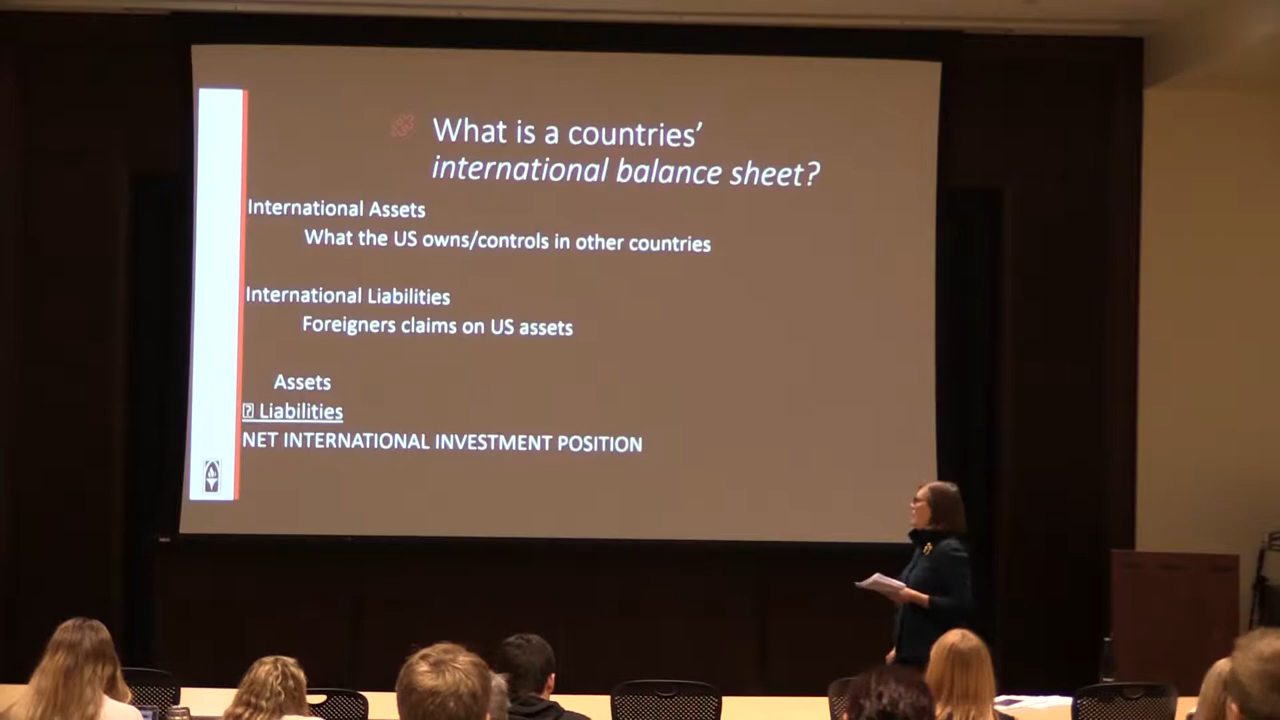 What is a countries’
international balance sheet?
International Assets
What the US owns/controls in other countries
International Liabilities
Foreigners claims on US assets
Assets
⍰ Liabilities
NET INTERNATIONAL INVESTMENT POSITION